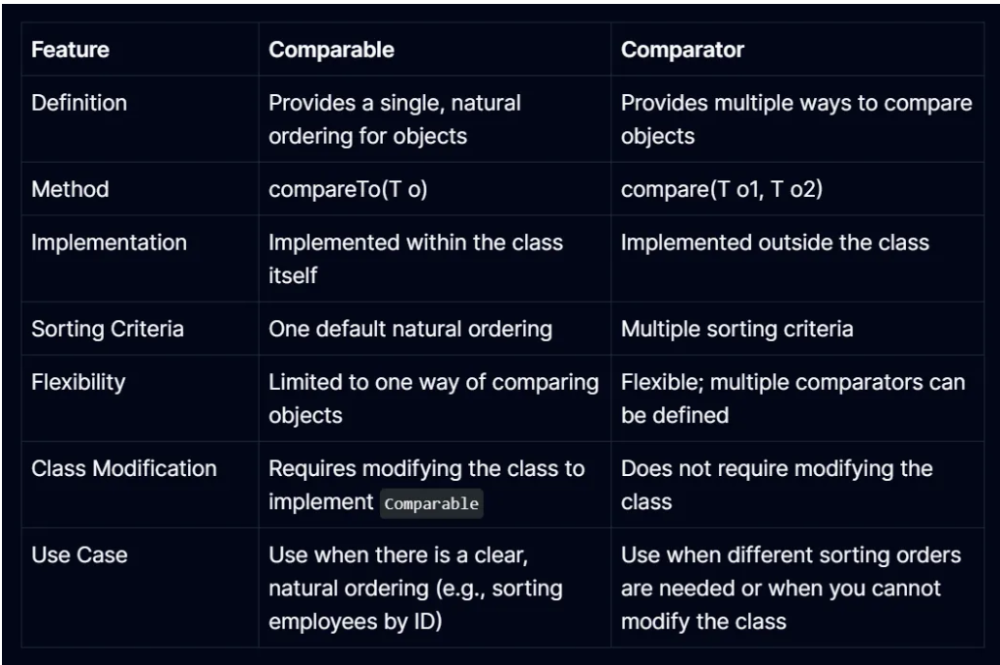 Feature Comparable Comparator
Definition Provides a single, natural Provides multiple ways to compare
ordering for objects objects
Method compareTo(T o) compare(T o1, T o2)
Implementation Implemented within the class Implemented outside the class
itself
Sorting Criteria One default natural ordering Multiple sorting criteria
Flexibility Limited to one way of comparing Flexible; multiple comparators can
objects be defined
Class Modification Requires modifying the class to Does not require modifying the
implement Comparable class
Use Case Use when there is a clear, Use when different sorting orders
natural ordering (e.g., sorting are needed or when you cannot
employees by ID) modify the class